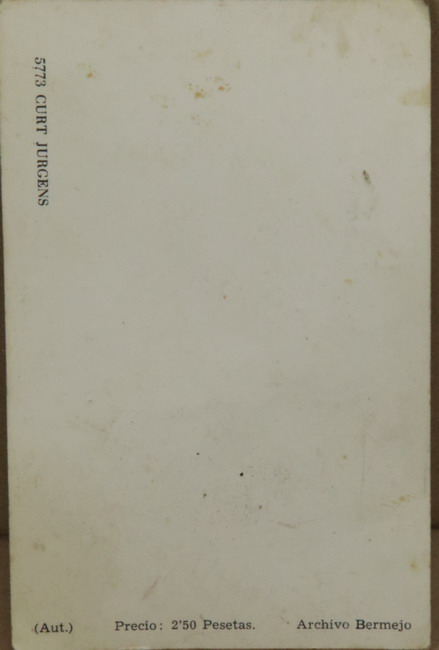 5773 CURT JURGENS
(Aut.) Precio: 2'50 Pesetas. Archivo Bermejo